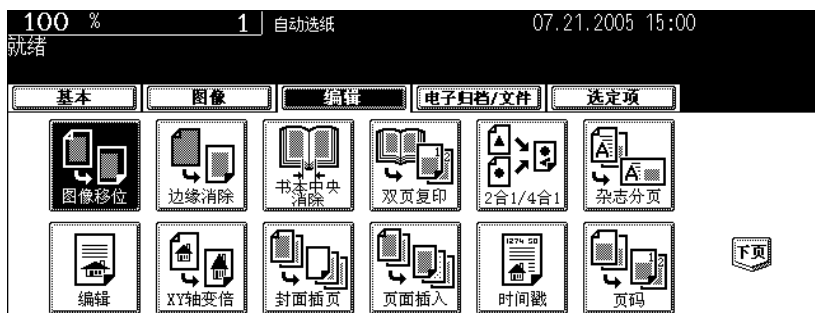 100 % 1 自动选纸 07.21.2005 15:00
就绪
基本 图像 编辑 电子归档/文件 选定项
图像移位 边缘消除 书本中央消除 双页复印 2合1/4合1 杂志分页
编辑 XY轴变倍 封面插页 页面插入 时间戳 页码 下页